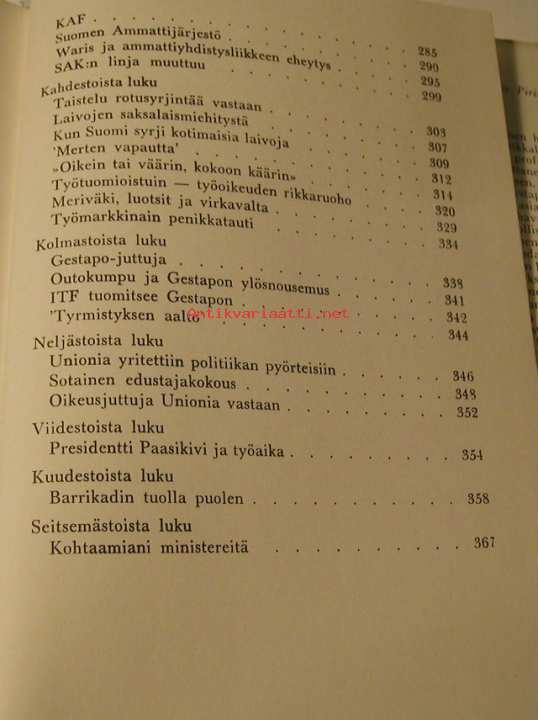 KAF . . . . . . . . . . . 285
Suomen Ammattijärjestö . . . . . . . 290
Waris ja ammattiyhdistysliikkeen eheytys . . . 295
SAK:n linja muuttuu . . . . . . . 299
Kahdestoista luku
Taistelu rotusyrjintää vastaan . . . . . . 303
Laivojen saksalaismiehitystä . . . . . . 307
Kun Suomi syrji kotimaisia laivoja . . . . . 309
'Merten vapautta' . . . . . . . . 312
»Oikein tai väärin, kokoon käärin» . . . . . 314
Työtuomioistuin — työoikeuden rikkaruoho . . . 320
Meriväki, luotsit ja virkavalta . . . . . . 329
Työmarkkinain penikkatauti . . . . . . 334
Kolmastoista luku
Gestapo-juttuja . . . . . . . . . 338
Outokumpu ja Gestapon ylösnousemus . . . . 341
ITF tuomitsee Gestapon . . . . . . . 342
'Tyrmistyksen aalto' . . . . . . . . 344
Antikvariaatti.net
Neljästoista luku
Unionia yritettiin politiikan pyörteisiin . . . . 346
Sotainen edustajakokous . . . . . . . 348
Oikeusjuttuja Unionia vastaan . . . . . . 352
Viidestoista luku
Presidentti Paasikivi ja työaika . . . . . . 354
Kuudestoista luku
Barrikadin tuolla puolen . . . . . . . . 358
Seitsemästoista luku
Kohtaamiani ministereitä . . . . . . . . 367